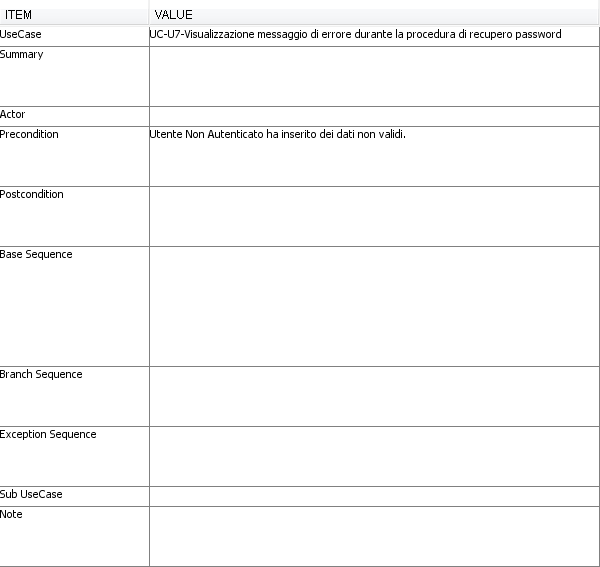 ITEM VALUE
UseCase UC-U7-Visualizzazione messaggio di errore durante la procedura di recupero password
Summary
Actor
Precondition Utente Non Autenticato ha inserito dei dati non validi.
Postcondition
Base Sequence
Branch Sequence
Exception Sequence
Sub UseCase
Note